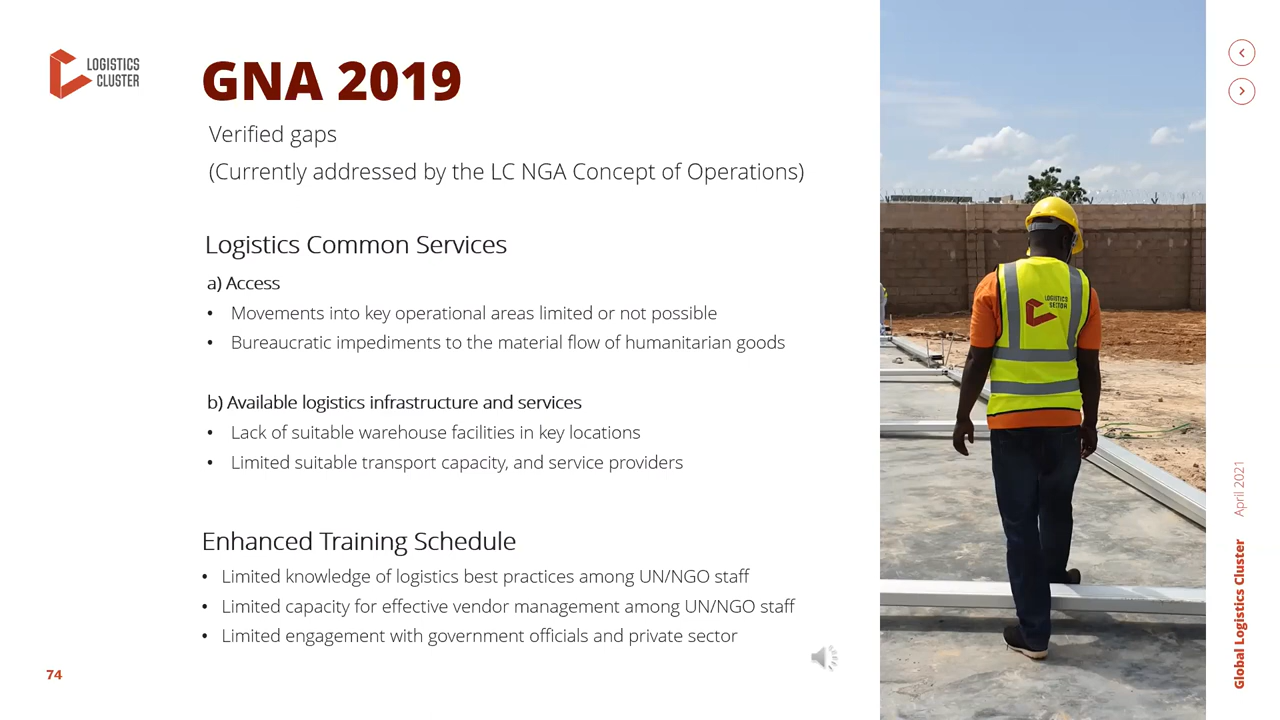 LOGISTICS
CLUSTER
GNA 2019
Verified gaps
(Currently addressed by the LC NGA Concept of Operations)
Logistics Common Services
a) Access
• Movements into key operational areas limited or not possible
• Bureaucratic impediments to the material flow of humanitarian goods
b) Available logistics infrastructure and services
• Lack of suitable warehouse facilities in key locations
• Limited suitable transport capacity, and service providers
Enhanced Training Schedule
• Limited knowledge of logistics best practices among UN/NGO staff
• Limited capacity for effective vendor management among UN/NGO staff
• Limited engagement with government officials and private sector
74
LOGISTICS
SECTOR
Global Logistics Cluster April 2021